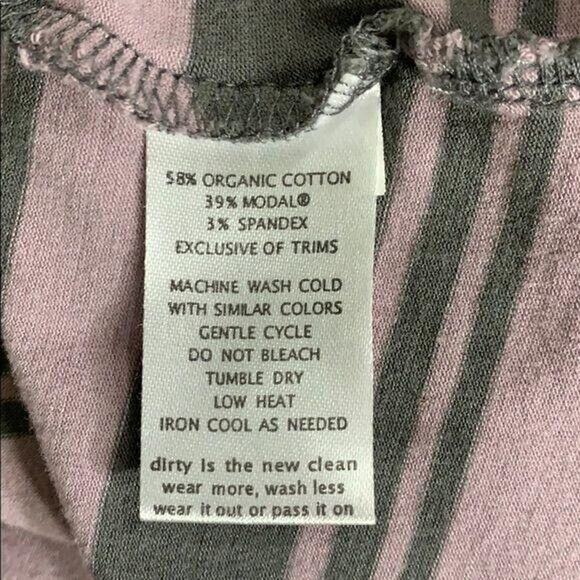 58% ORGANIC COTTON
39% MODAL®
3% SPANDEX
EXCLUSIVE OF TRIMS
MACHINE WASH COLD
WITH SIMILAR COLORS
GENTLE CYCLE
DO NOT BLEACH
TUMBLE DRY
LOW HEAT
IRON COOL AS NEEDED
dirty is the new clean
wear more, wash less
wear it out or pass it on